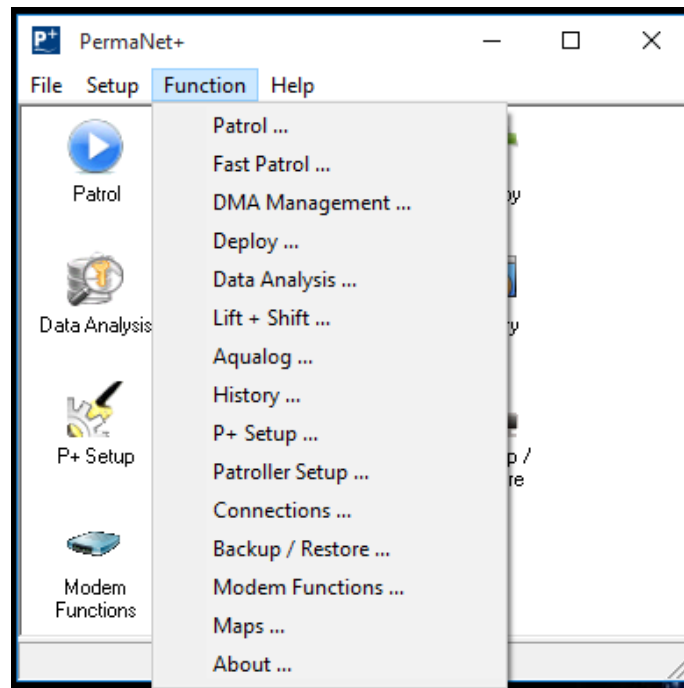 P+ PermaNet+
File Setup Function Help
Patrol ...
Fast Patrol ...
DMA Management ...
Deploy ...
Data Analysis ...
Lift + Shift ...
Aqualog ...
History ...
P+ Setup ...
Patroller Setup ...
Connections ...
Backup / Restore ...
Modem Functions ...
Maps ...
About ...
Patrol
Data Analysis
P+ Setup
Modem
Functions